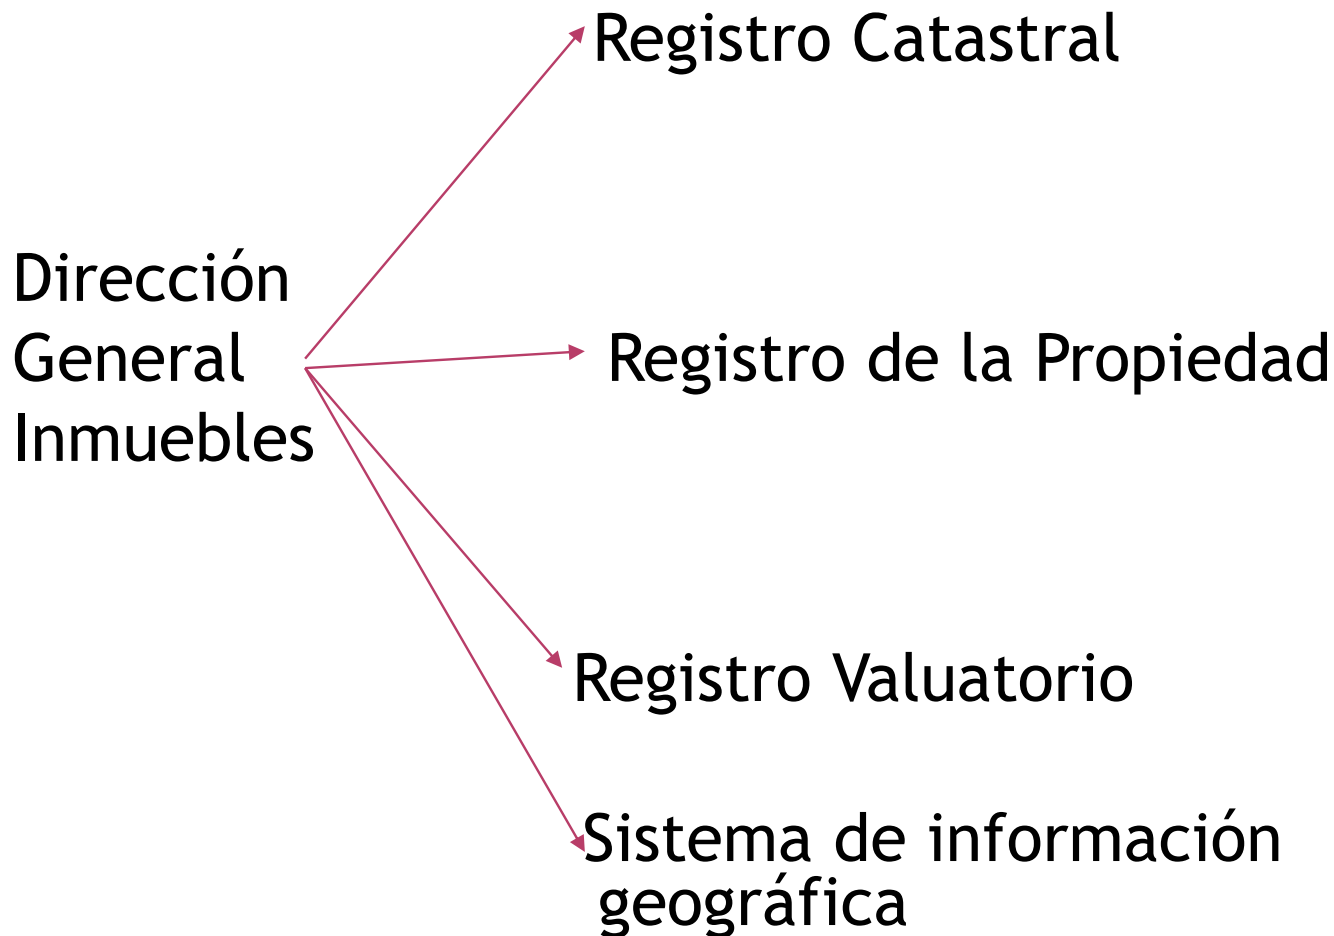 Registro Catastral
Dirección
General
Inmuebles
Registro de la Propiedad
Registro Valuatorio
Sistema de información
geográfica